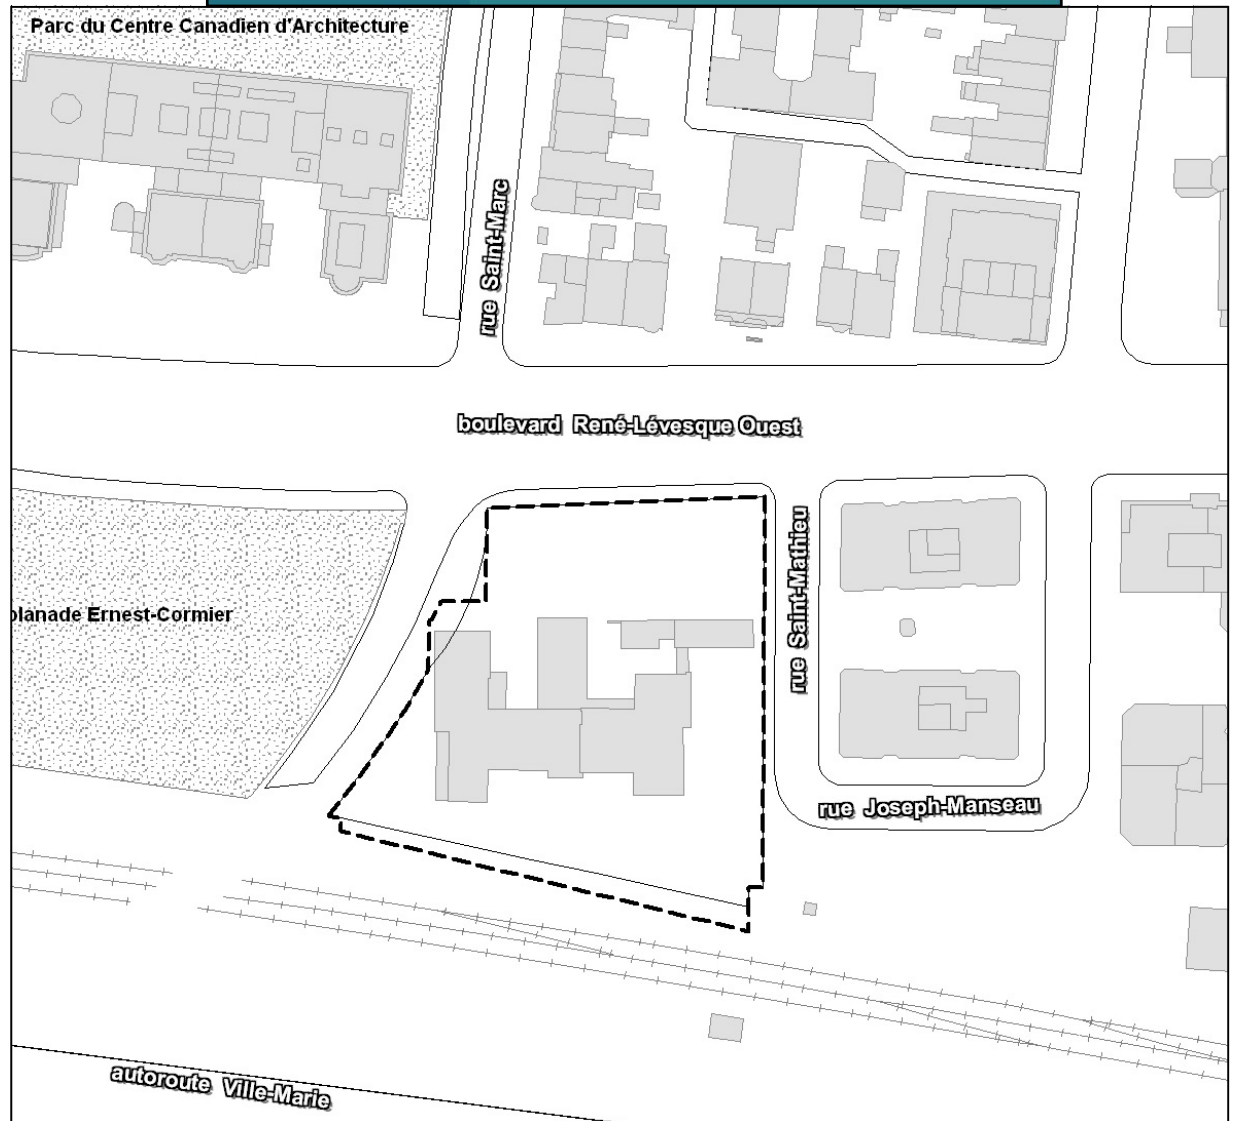 Parc du Centre Canadien d'Architecture
rue Saint-Marc
boulevard René-Lévesque Ouest
planade Ernest-Cormier
rue Saint-Mathieu
rue Joseph-Manseau
autoroute Ville-Marie